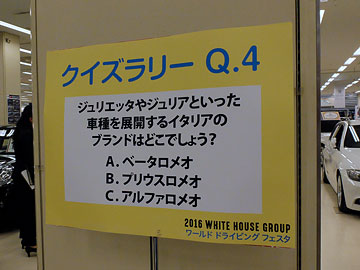 クイズラリー Q.4
ジュリエッタやジュリアといった
車種を展開するイタリアの
ブランドはどこでしょう?
A. ベータロメオ
B. プリウスロメオ
C. アルファロメオ
2016 WHITE HOUSE GROUP
ワールド ドライビング フェスタ